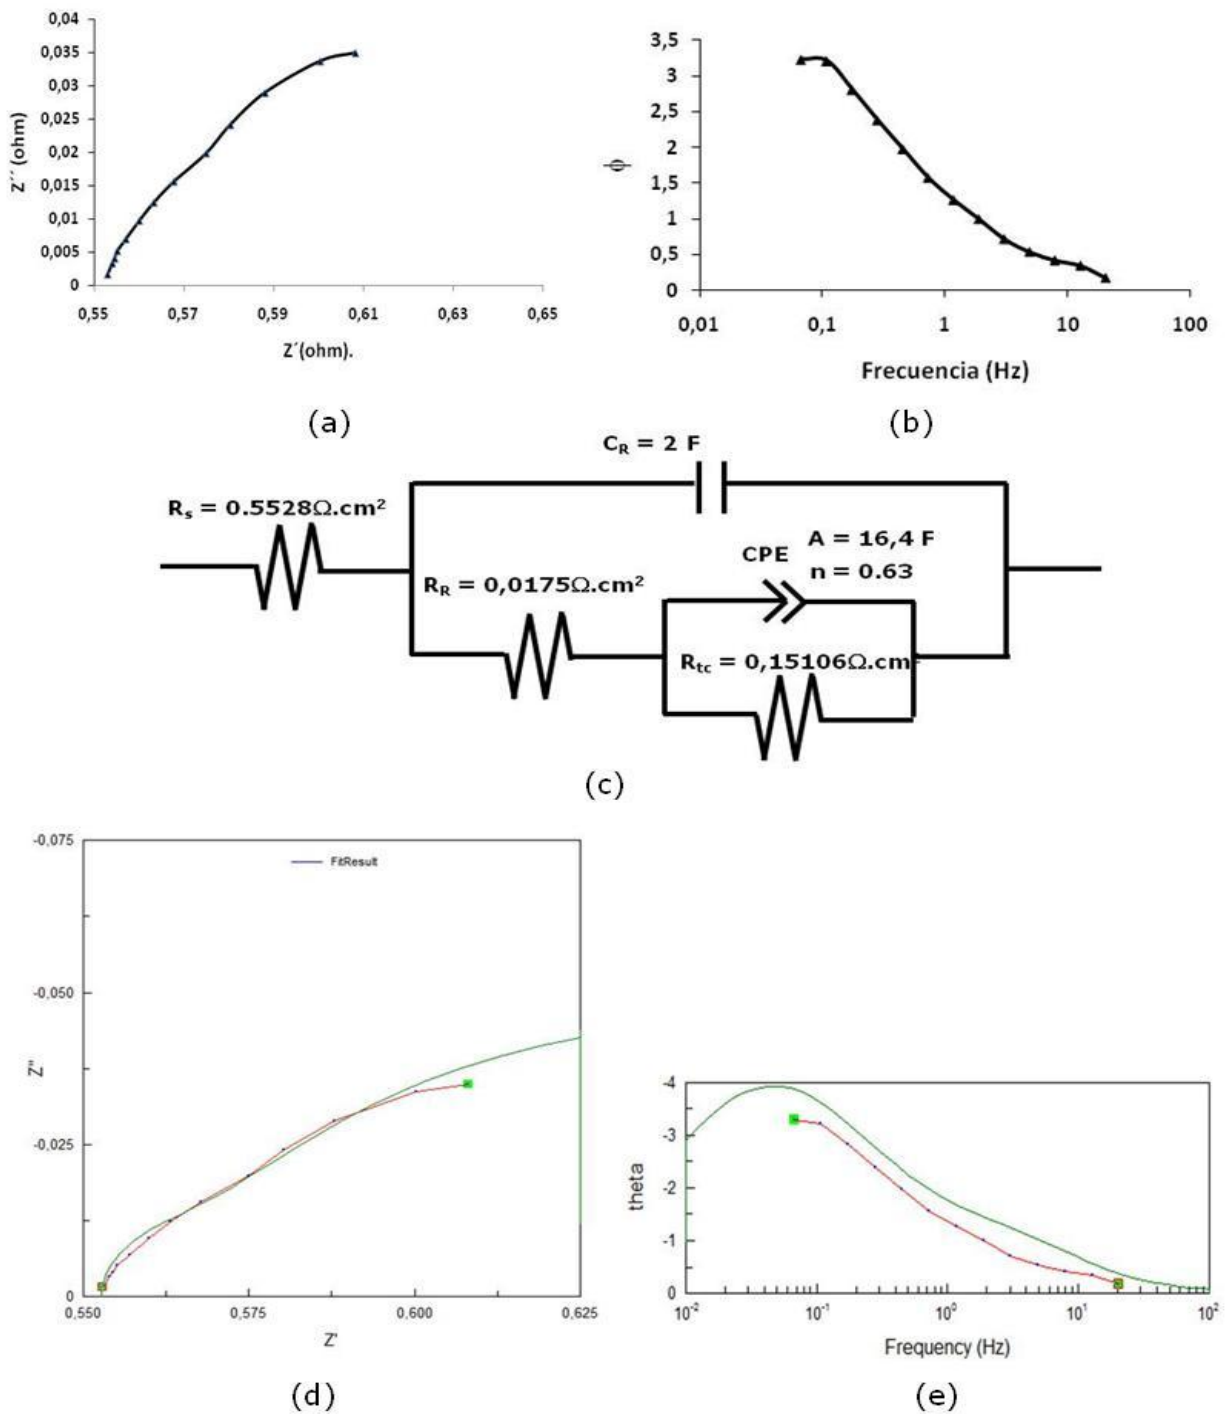 0,04
0,035
0,03
0,025
0,02
0,015
0,01
0,005
0
Z´´ (ohm)
0,55 0,57 0,59 0,61 0,63 0,65
Z´(ohm).
(a)
3,5
3
2,5
2
1,5
1
0,5
0
ϕ
0,01 0,1 1 10 100
Frecuencia (Hz)
(b)
C_R = 2 F
R_s = 0.5528Ω.cm²
CPE
A = 16,4 F
n = 0.63
R_R = 0,0175Ω.cm²
R_tc = 0,15106Ω.cm²
(c)
-0,075
-0,050
-0,025
0
Z''
FitResult
0,550 0,575 0,600 0,625
Z'
(d)
-4
-3
-2
-1
0
theta
10⁻² 10⁻¹ 10⁰ 10¹ 10²
Frequency (Hz)
(e)